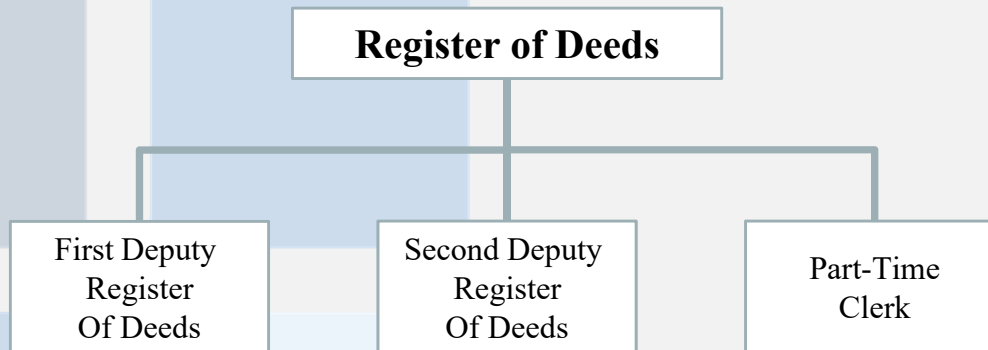 Register of Deeds
First Deputy
Register
Of Deeds
Second Deputy
Register
Of Deeds
Part-Time
Clerk